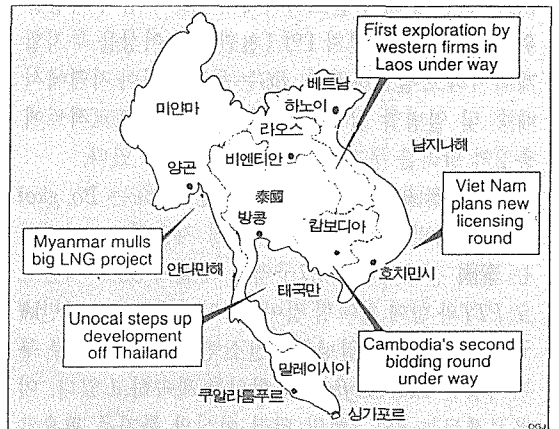 First exploration by
western firms in
Laos under way
베트남
하노이
미얀마
라오스
남지나해
비엔티안
양곤
泰國
Viet Nam
plans new
licensing
round
방콕
캄보디아
Myanmar mulls
big LNG project
안다만해
호치민시
태국만
Unocal steps up
development
off Thailand
Cambodia's second
bidding round
under way
말레이시아
쿠알라룸푸르
싱가포르
OGJ